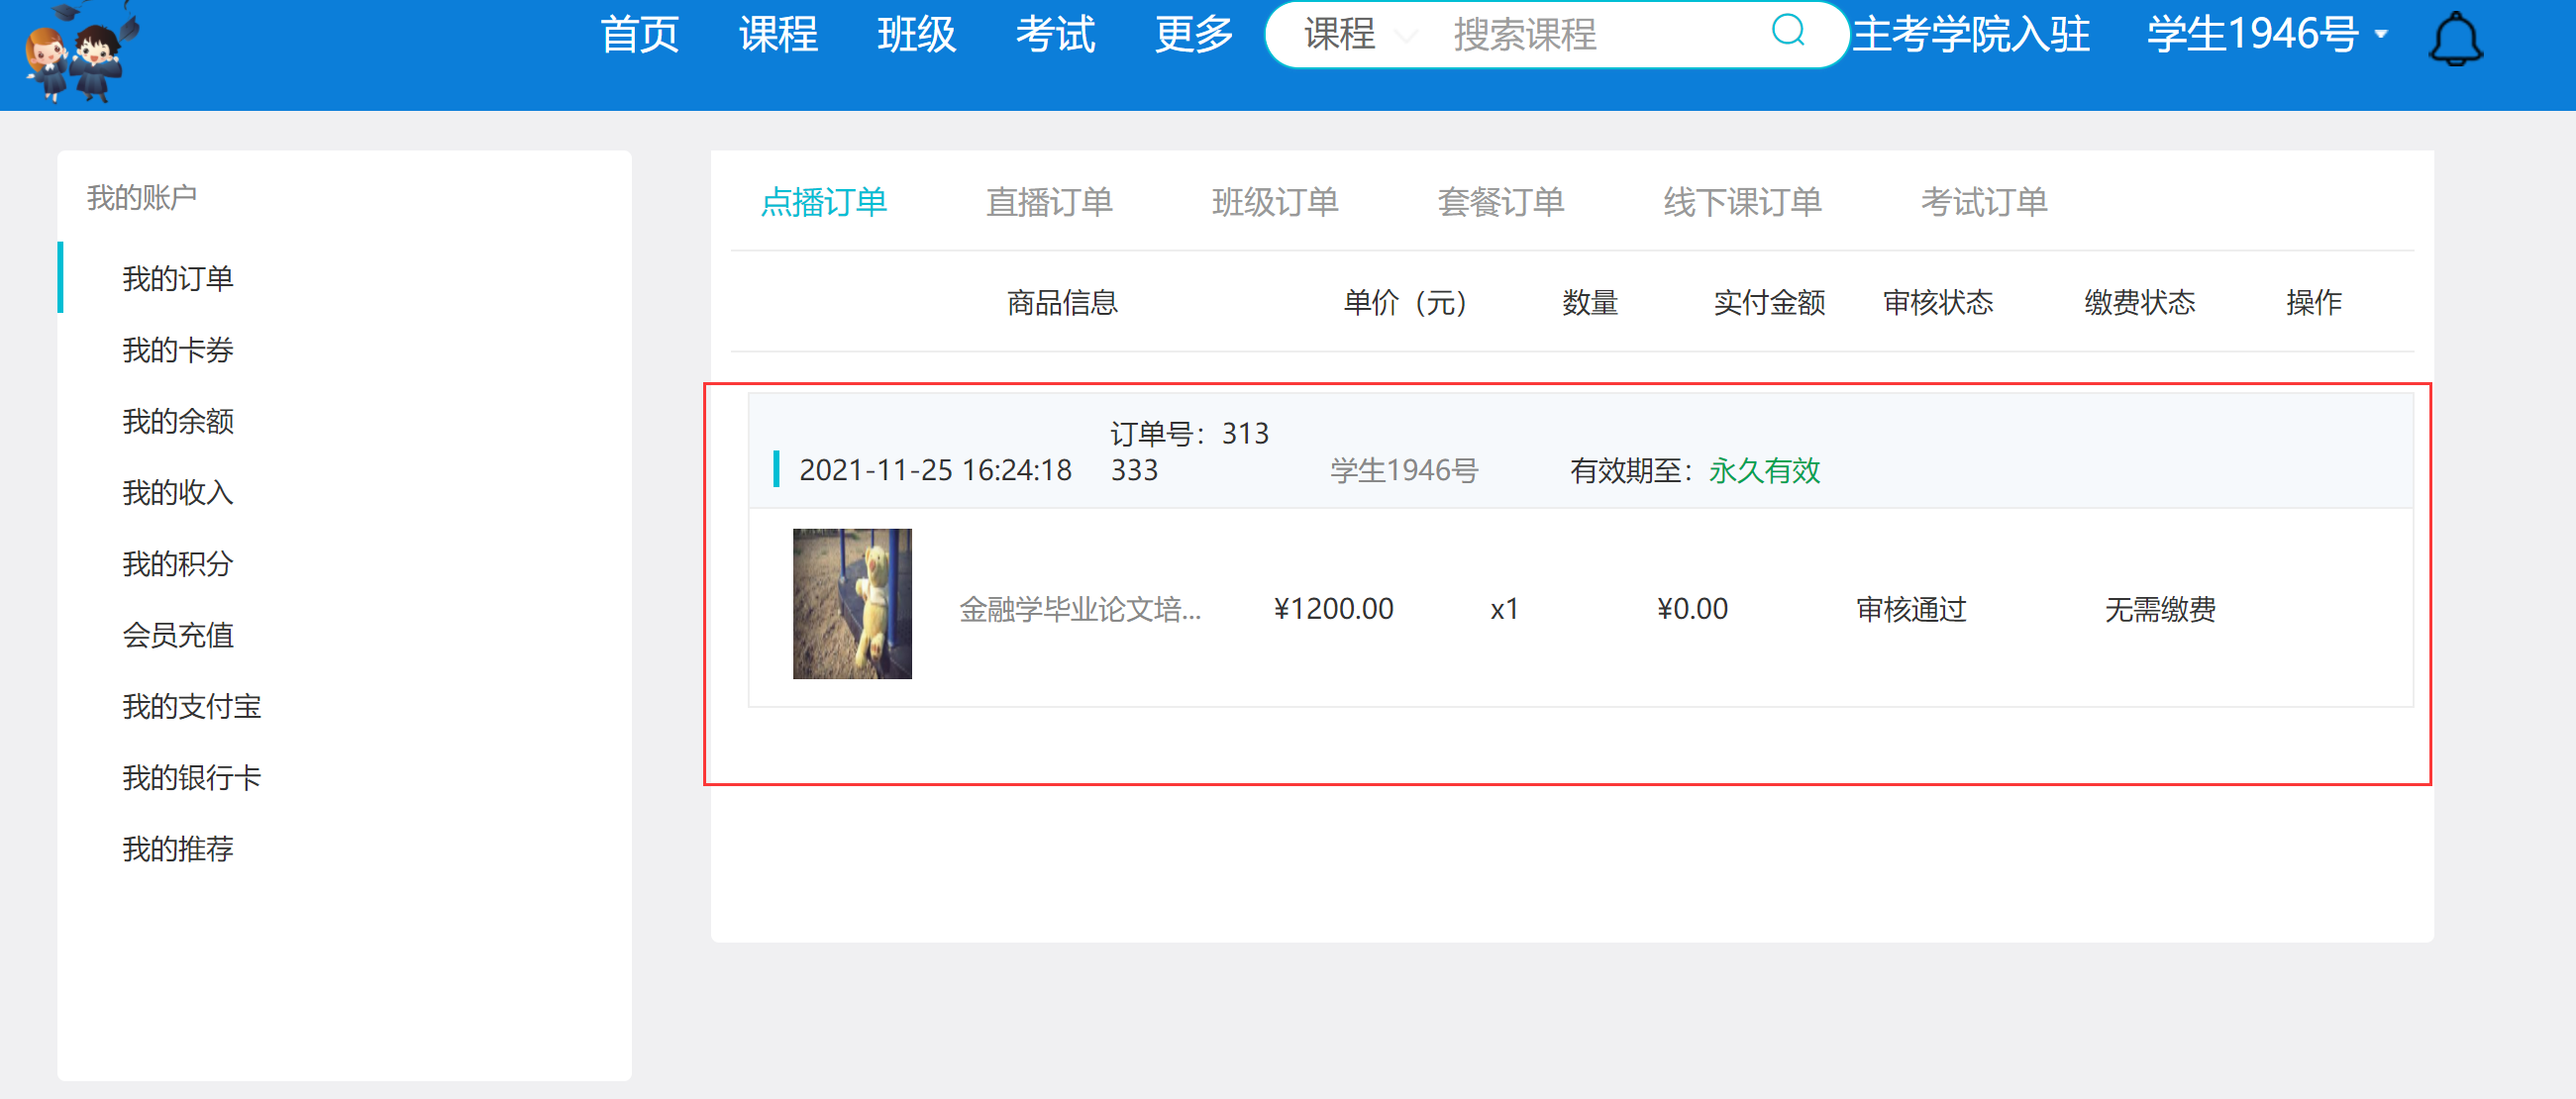 首页 课程 班级 考试 更多 课程 搜索课程 主考学院入驻 学生1946号
我的账户
我的订单
我的卡券
我的余额
我的收入
我的积分
会员充值
我的支付宝
我的银行卡
我的推荐
点播订单 直播订单 班级订单 套餐订单 线下课订单 考试订单
商品信息 单价（元） 数量 实付金额 审核状态 缴费状态 操作
订单号：313
2021-11-25 16:24:18 333 学生1946号 有效期至：永久有效
金融学毕业论文培... ¥1200.00 x1 ¥0.00 审核通过 无需缴费